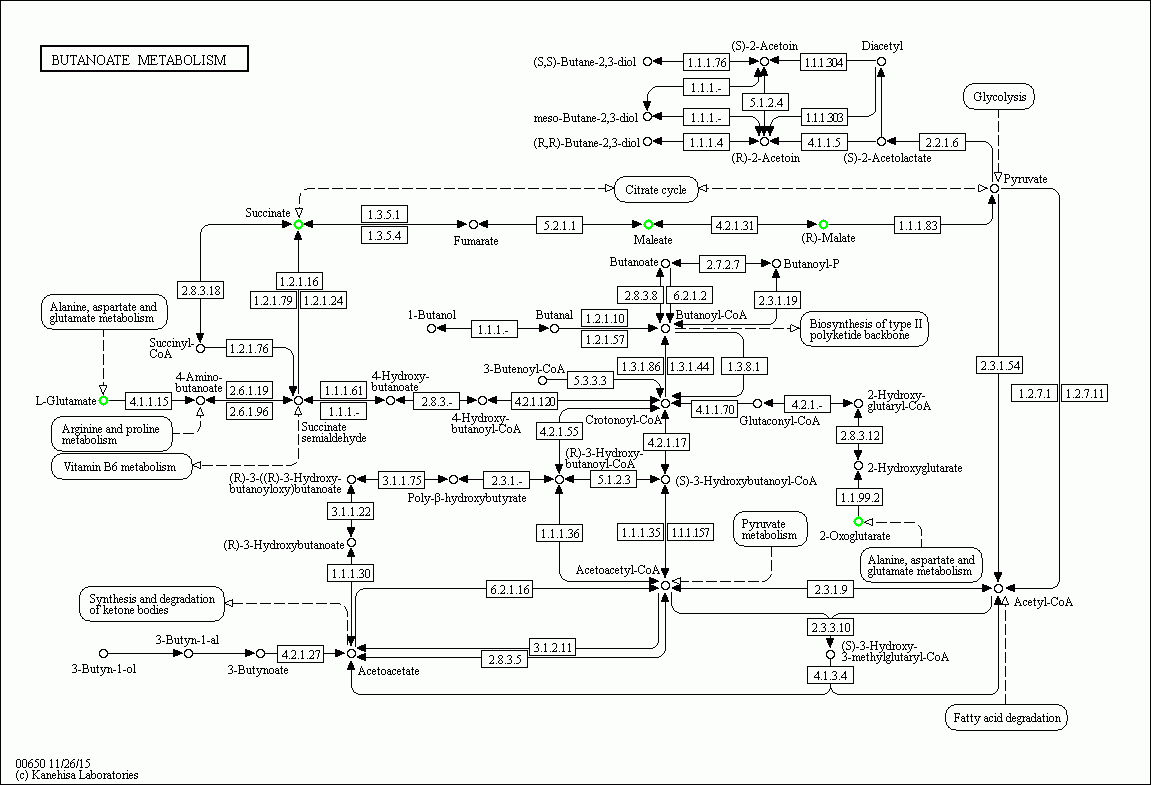 BUTANOATE METABOLISM
(S)-2-Acetoin
Diacetyl
(S,S)-Butane-2,3-diol
1.1.1.76
1.1.1.304
1.1.1.-
5.1.2.4
Glycolysis
meso-Butane-2,3-diol
1.1.1.-
1.1.1.303
(R,R)-Butane-2,3-diol
1.1.1.4
4.1.1.5
2.2.1.6
(R)-2-Acetoin
(S)-2-Acetolactate
Pyruvate
Citrate cycle
Succinate
1.3.5.1
1.3.5.4
Fumarate
5.2.1.1
Maleate
4.2.1.31
(R)-Malate
1.1.1.83
Butanoate
2.7.2.7
Butanoyl-P
2.8.3.18
1.2.1.16
1.2.1.79
1.2.1.24
2.8.3.8
6.2.1.2
2.3.1.19
Alanine, aspartate and
glutamate metabolism
1-Butanol
1.1.1.-
Butanal
1.2.1.10
1.2.1.57
Butanoyl-CoA
Biosynthesis of type II
polyketide backbone
Succinyl-
CoA
1.2.1.76
3-Butenoyl-CoA
5.3.3.3
1.3.1.86
1.3.1.44
1.3.8.1
2.3.1.54
4-Amino-
butanoate
4-Hydroxy-
butanoate
L-Glutamate
4.1.1.15
2.6.1.19
2.6.1.96
1.1.1.61
1.1.1.-
2.8.3.-
4.2.1.120
4-Hydroxy-
butanoyl-CoA
Crotonoyl-CoA
4.1.1.70
Glutaconyl-CoA
4.2.1.-
2-Hydroxy-
glutaryl-CoA
1.2.7.1
1.2.7.11
Arginine and proline
metabolism
Succinate
semialdehyde
4.2.1.55
4.2.1.17
2.8.3.12
Vitamin B6 metabolism
(R)-3-Hydroxy-
butanoyl-CoA
2-Hydroxyglutarate
(R)-3-((R)-3-Hydroxy-
butanoyloxy)butanoate
3.1.1.75
Poly-β-hydroxybutyrate
2.3.1.-
5.1.2.3
(S)-3-Hydroxybutanoyl-CoA
1.1.99.2
3.1.1.22
1.1.1.36
1.1.1.35
1.1.1.157
Pyruvate
metabolism
2-Oxoglutarate
(R)-3-Hydroxybutanoate
Alanine, aspartate and
glutamate metabolism
1.1.1.30
Acetoacetyl-CoA
6.2.1.16
2.3.1.9
Acetyl-CoA
Synthesis and degradation
of ketone bodies
2.3.3.10
3-Butyn-1-al
3.1.2.11
(S)-3-Hydroxy-
3-methylglutaryl-CoA
3-Butyn-1-ol
3-Butynoate
4.2.1.27
Acetoacetate
2.8.3.5
4.1.3.4
Fatty acid degradation
00650 11/26/15
(c) Kanehisa Laboratories